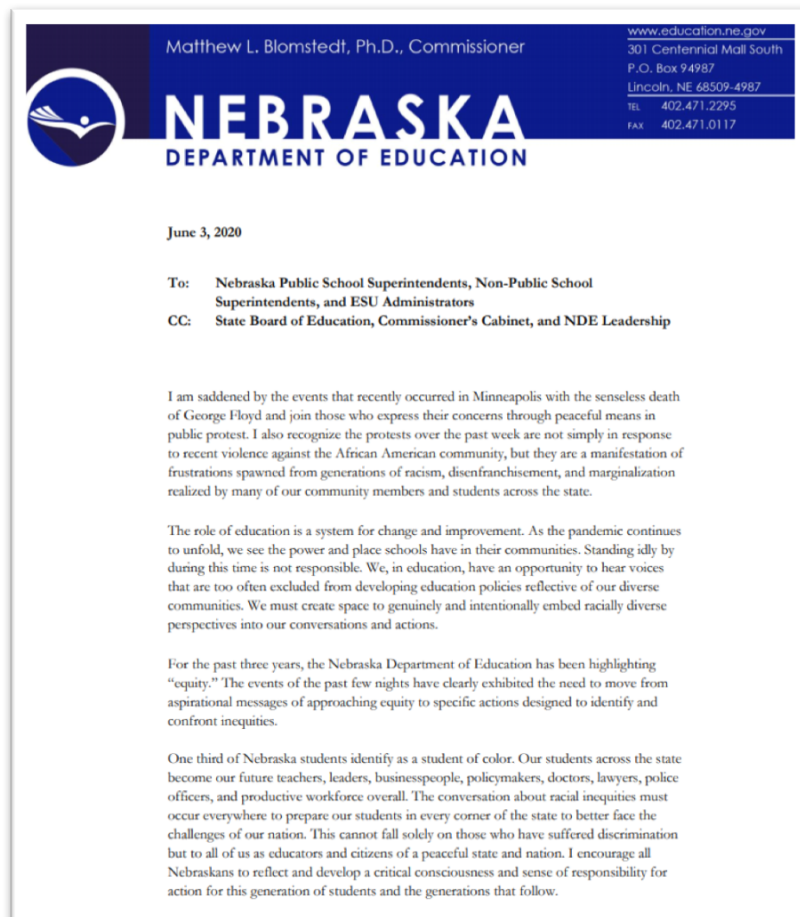 Matthew L. Blomstedt, Ph.D., Commissioner
www.education.ne.gov
301 Centennial Mall South
P.O. Box 94987
Lincoln, NE 68509-4987
TEL 402.471.2295
FAX 402.471.0117
NEBRASKA
DEPARTMENT OF EDUCATION
June 3, 2020
To: Nebraska Public School Superintendents, Non-Public School
Superintendents, and ESU Administrators
CC: State Board of Education, Commissioner's Cabinet, and NDE Leadership
I am saddened by the events that recently occurred in Minneapolis with the senseless death
of George Floyd and join those who express their concerns through peaceful means in
public protest. I also recognize the protests over the past week are not simply in response
to recent violence against the African American community, but they are a manifestation of
frustrations spawned from generations of racism, disenfranchisement, and marginalization
realized by many of our community members and students across the state.
The role of education is a system for change and improvement. As the pandemic continues
to unfold, we see the power and place schools have in their communities. Standing idly by
during this time is not responsible. We, in education, have an opportunity to hear voices
that are too often excluded from developing education policies reflective of our diverse
communities. We must create space to genuinely and intentionally embed racially diverse
perspectives into our conversations and actions.
For the past three years, the Nebraska Department of Education has been highlighting
“equity.” The events of the past few nights have clearly exhibited the need to move from
aspirational messages of approaching equity to specific actions designed to identify and
confront inequities.
One third of Nebraska students identify as a student of color. Our students across the state
become our future teachers, leaders, businesspeople, policymakers, doctors, lawyers, police
officers, and productive workforce overall. The conversation about racial inequities must
occur everywhere to prepare our students in every corner of the state to better face the
challenges of our nation. This cannot fall solely on those who have suffered discrimination
but to all of us as educators and citizens of a peaceful state and nation. I encourage all
Nebraskans to reflect and develop a critical consciousness and sense of responsibility for
action for this generation of students and the generations that follow.